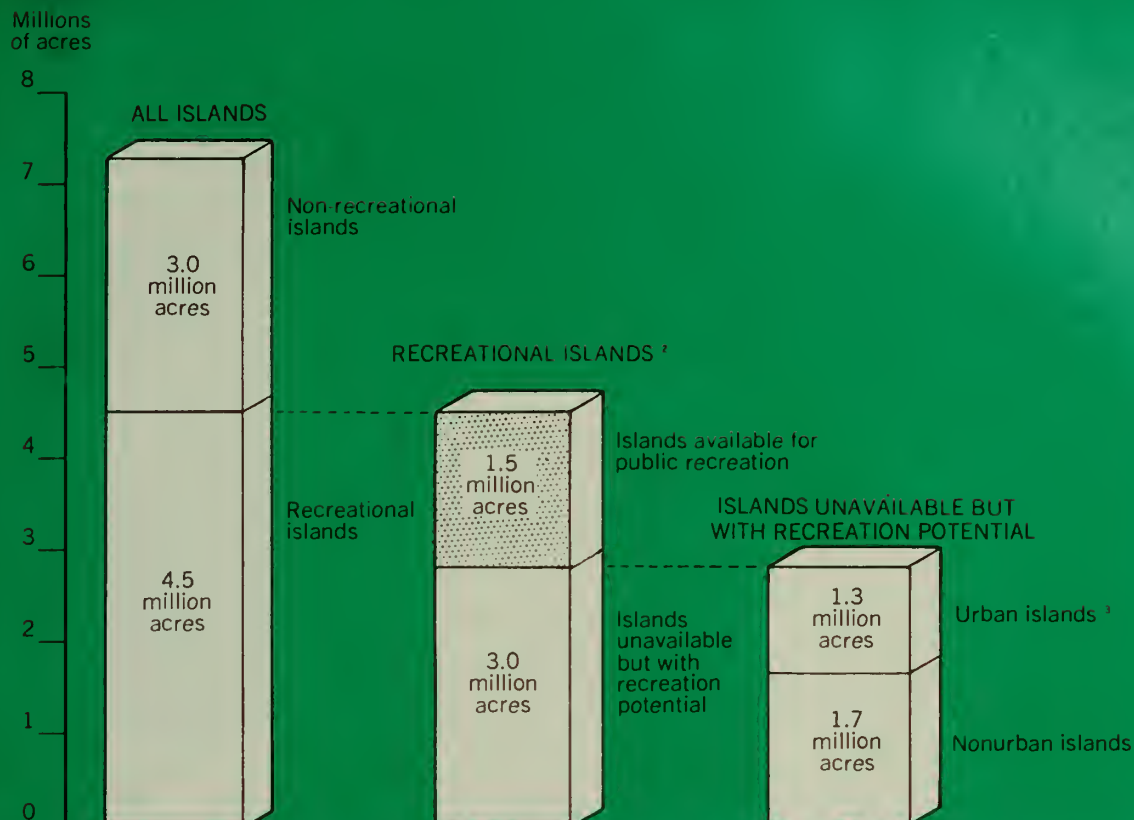 Millions
of acres
8
7
6
5
4
3
2
1
0
ALL ISLANDS
3.0
million
acres
Non-recreational
islands
4.5
million
acres
Recreational
islands
RECREATIONAL ISLANDS ²
1.5
million
acres
Islands available for
public recreation
3.0
million
acres
Islands
unavailable
but with
recreation
potential
ISLANDS UNAVAILABLE BUT
WITH RECREATION POTENTIAL
1.3
million
acres
Urban islands ³
1.7
million
acres
Nonurban islands